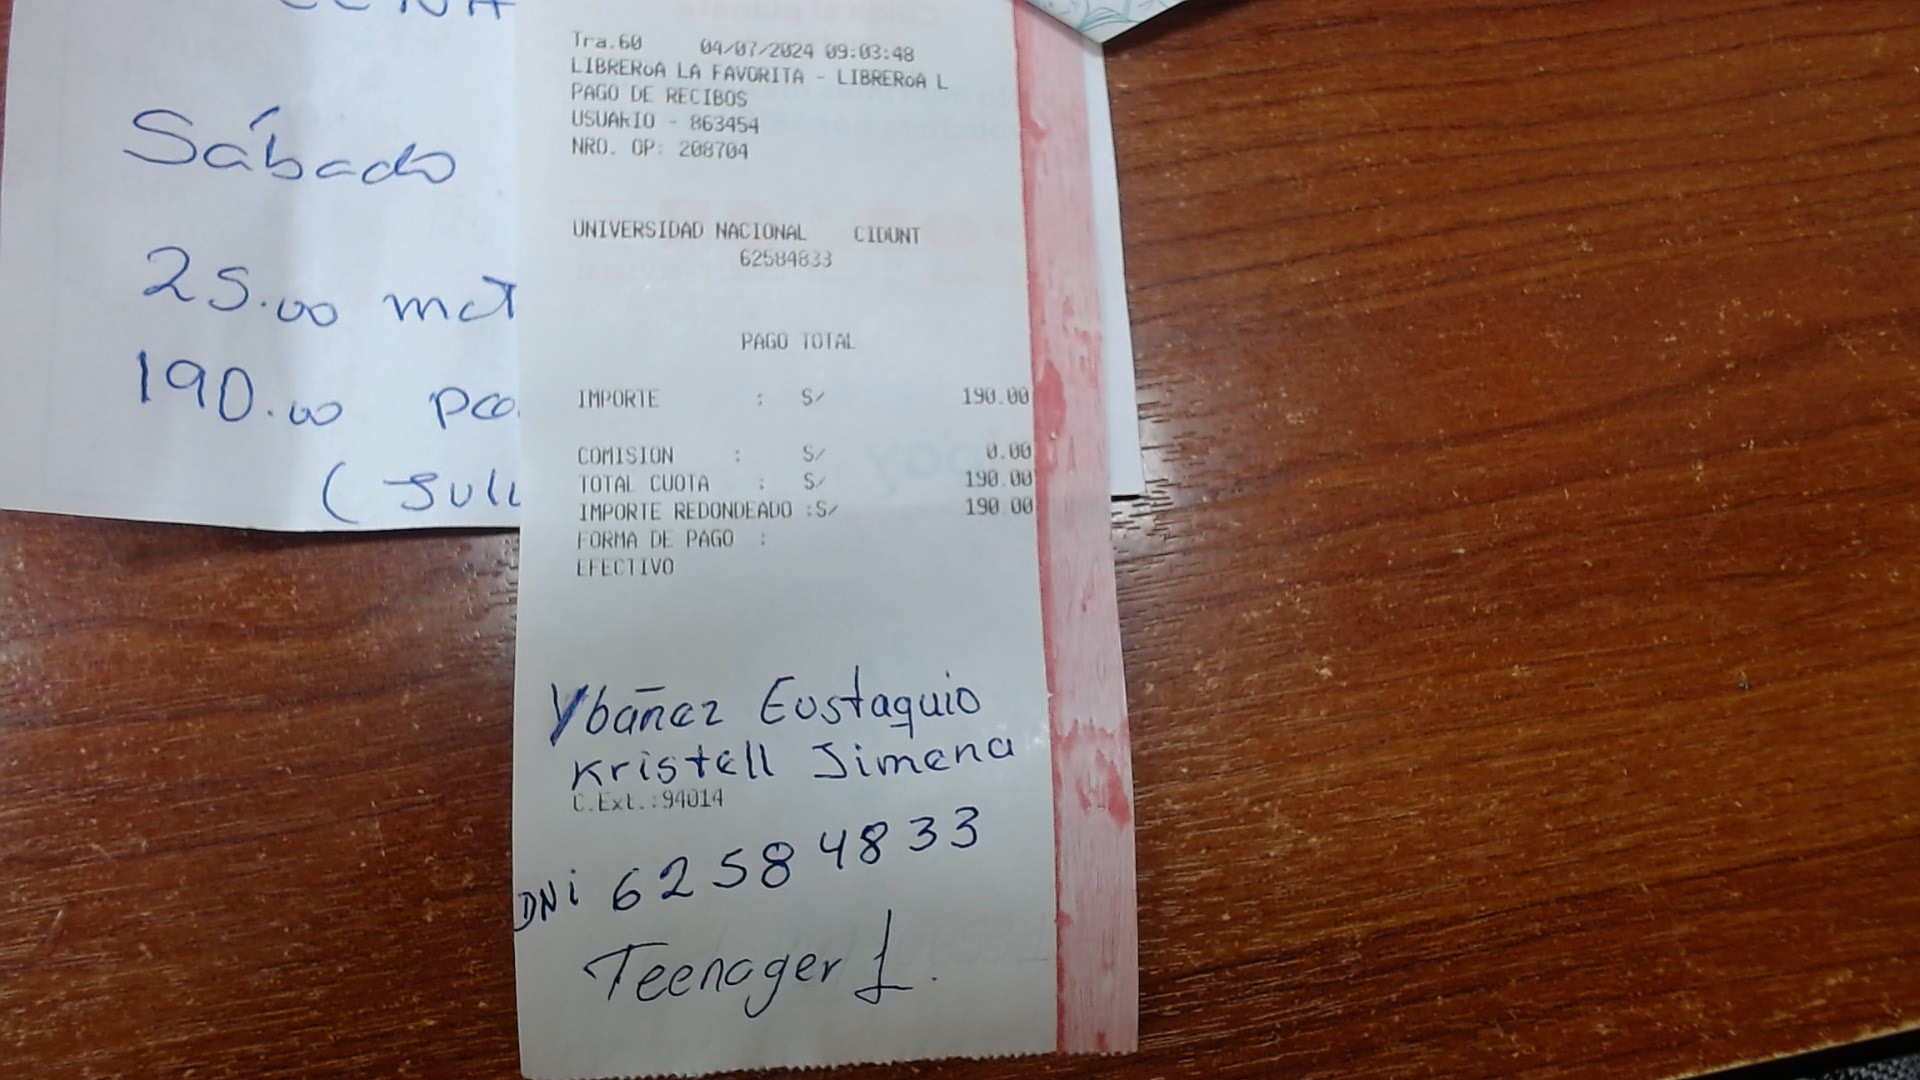 Sábado
25.00
190.00
Tra.60 04/07/2024 09:03:48
LIBREROA LA FAVORITA - LIBREROA L
PAGO DE RECIBOS
USUARIO - 863454
NRO. OP: 208704
UNIVERSIDAD NACIONAL CIDUNT
62584833
PAGO TOTAL
IMPORTE : S/ 190.00
COMISION : S/ 0.00
TOTAL CUOTA : S/ 190.00
IMPORTE REDONDEADO :S/ 190.00
FORMA DE PAGO :
EFECTIVO
Ybañez Eustaquio
Kristell Jimena
C.Ext.:94014
DNi 62584833
Teenager 1.